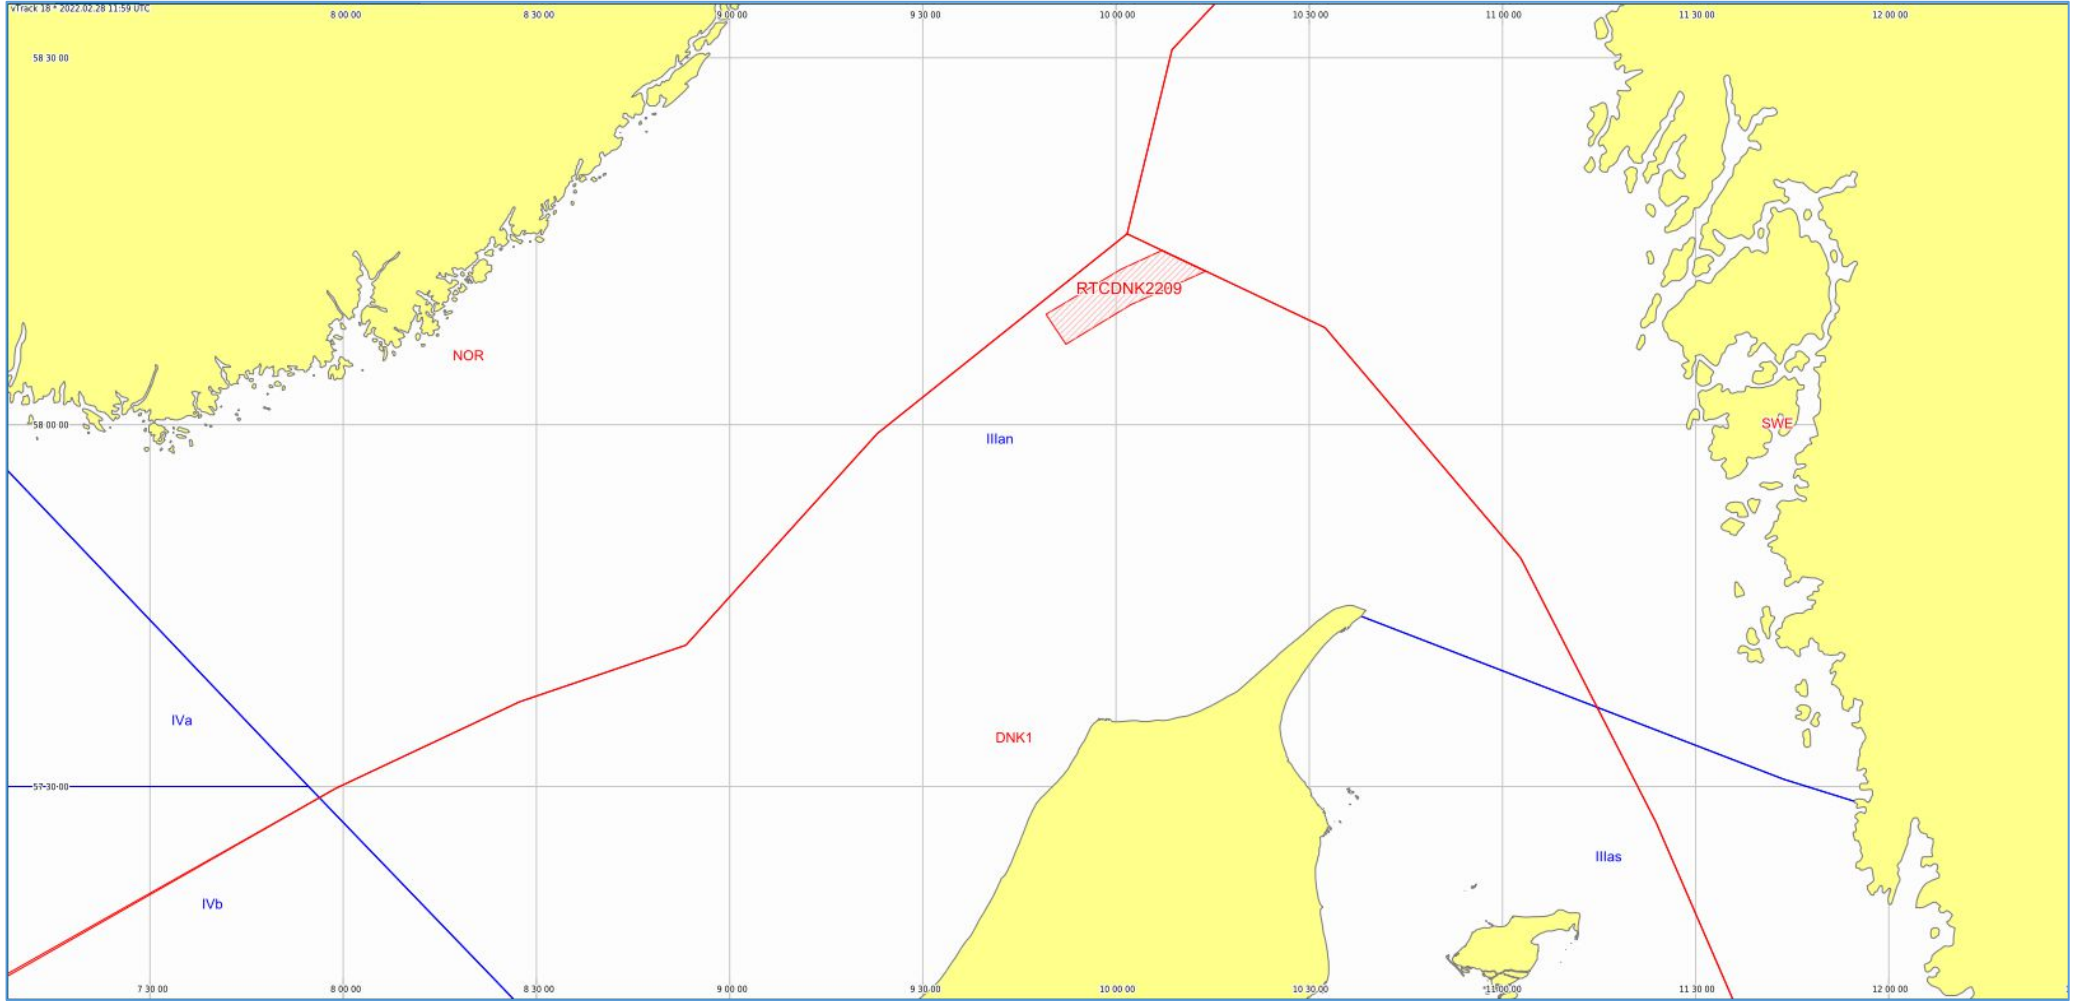 vTrack 18 * 2022.02.28 11:59 UTC
8 00 00
8 30 00
9 00 00
9 30 00
10 00 00
10 30 00
11 00 00
11 30 00
12 00 00
58 30 00
RTCDNK2209
NOR
58 00 00
SWE
IIIan
IVa
DNK1
57 30 00
IIIas
IVb
7 30 00
8 00 00
8 30 00
9 00 00
9 30 00
10 00 00
10 30 00
11 00 00
11 30 00
12 00 00